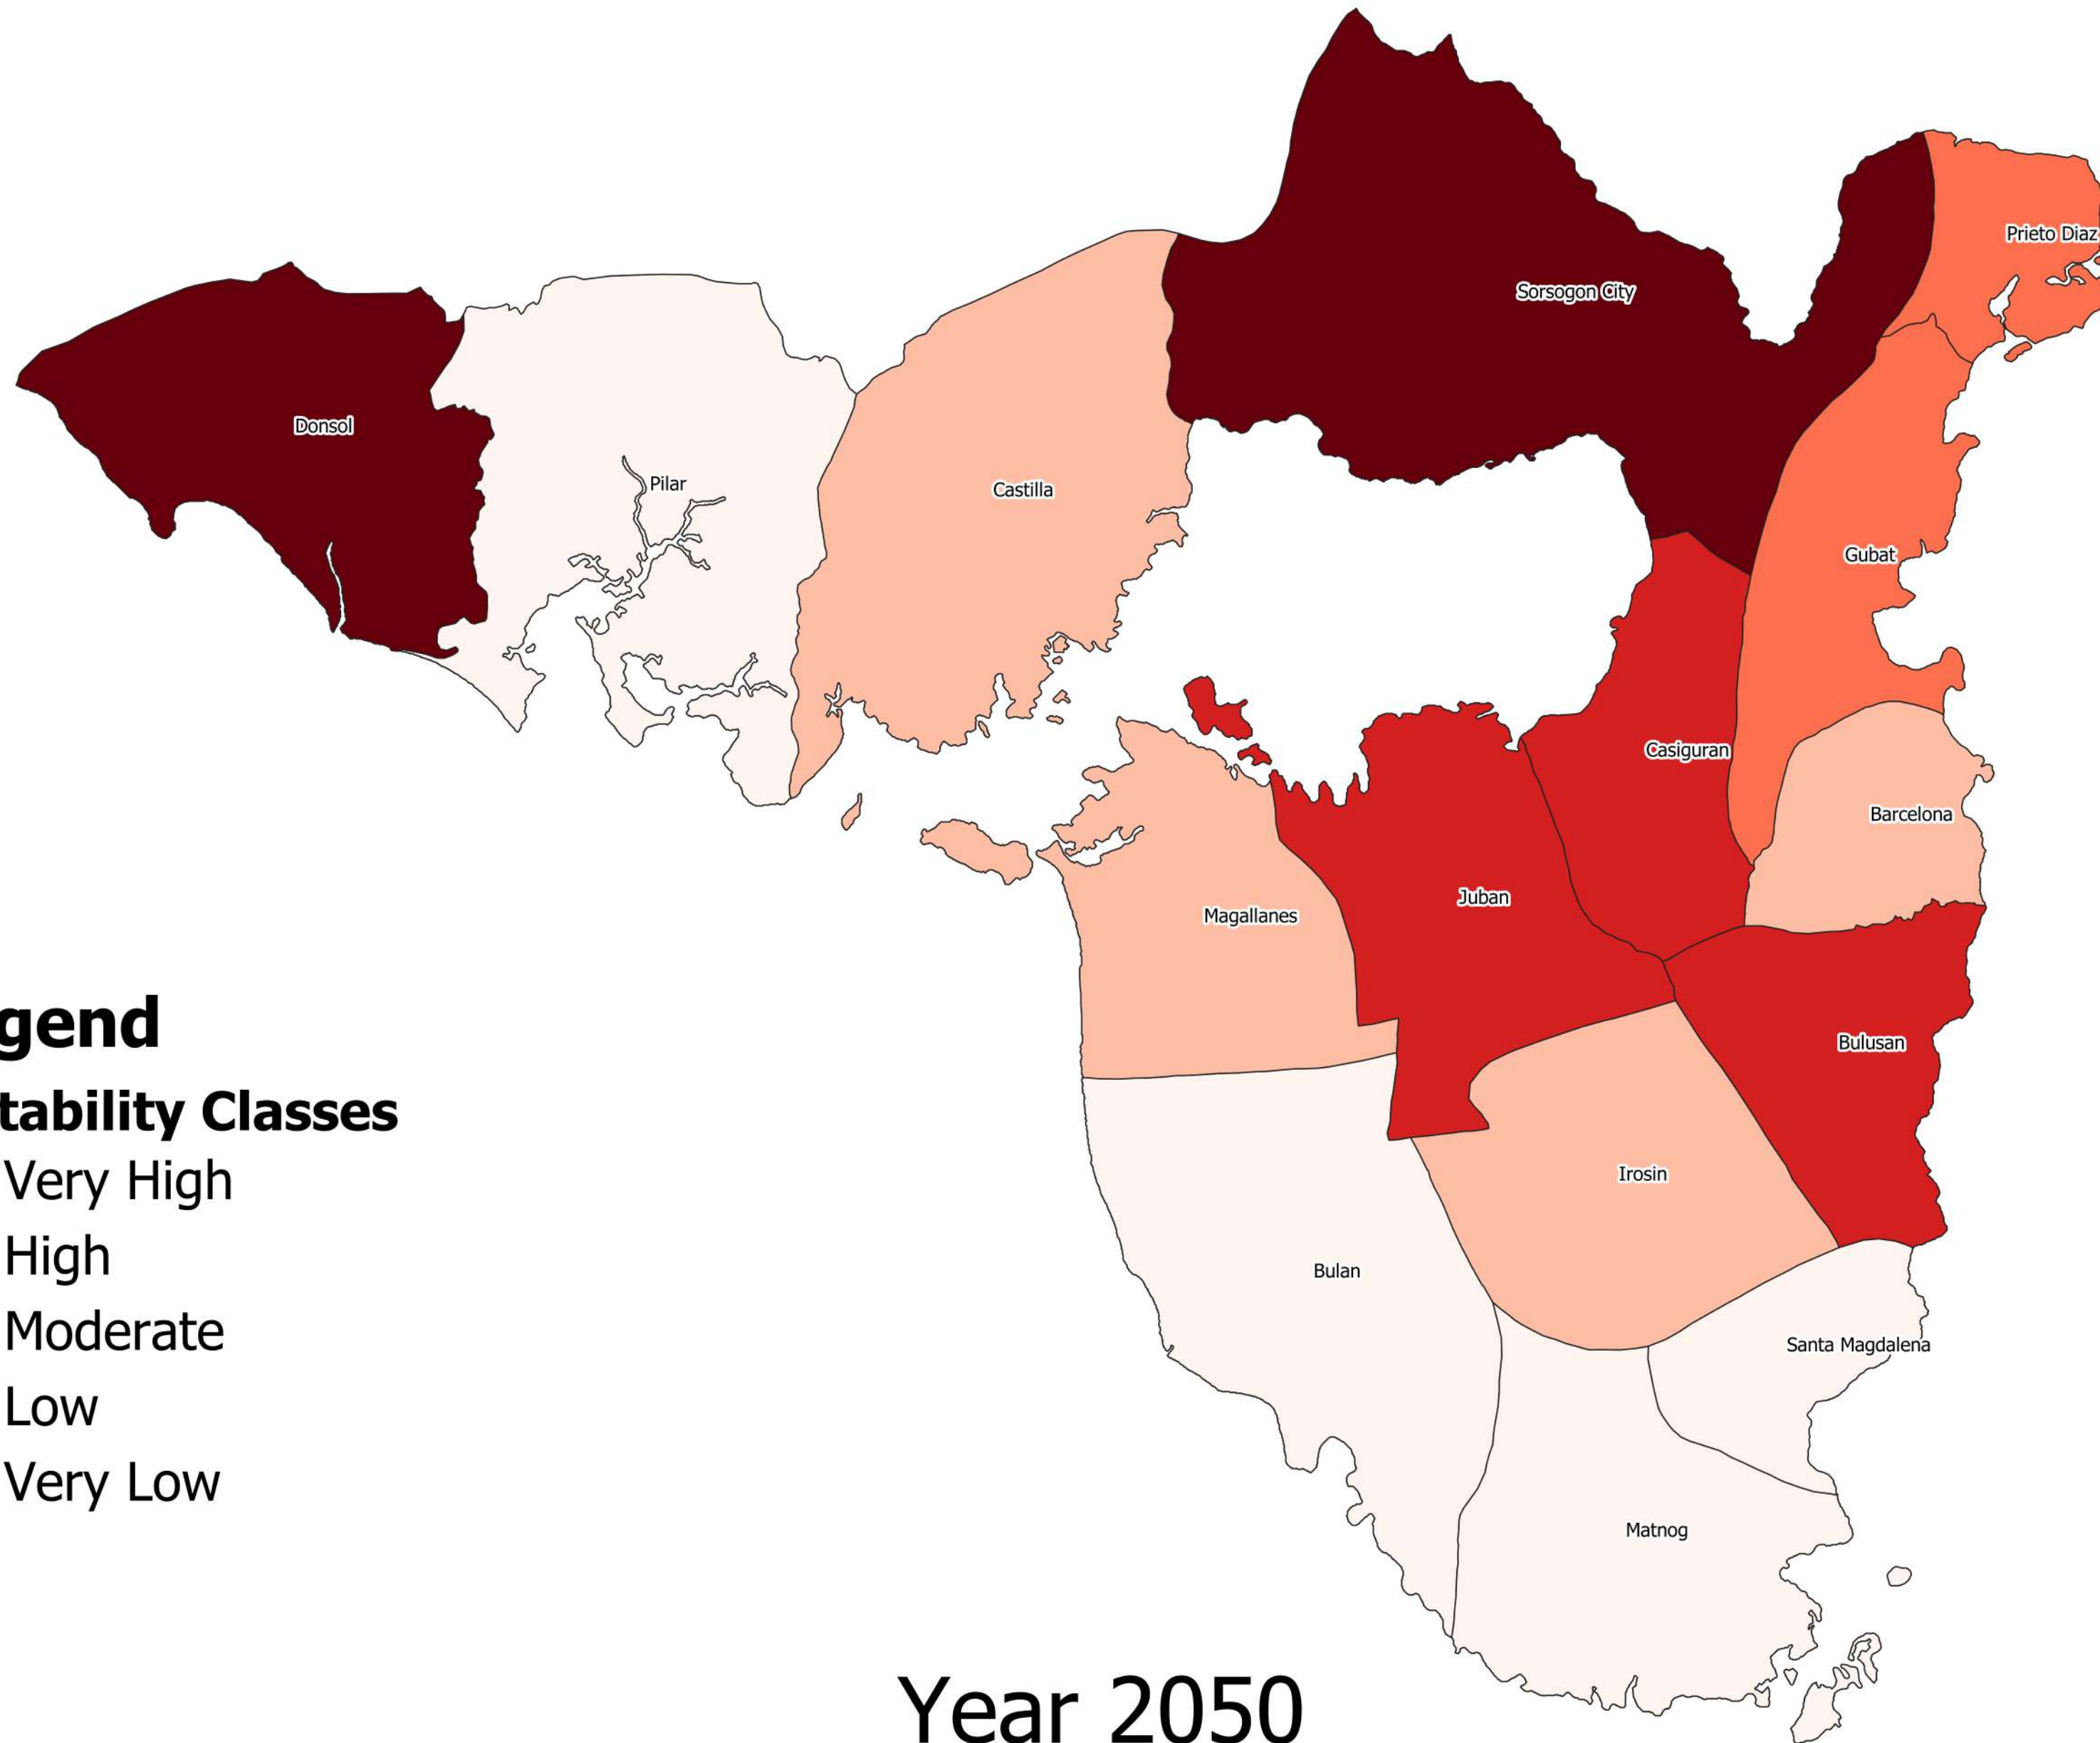 Prieto Diaz
Sorsogon City
Donsol
Pilar
Castilla
Gubat
Casiguran
Barcelona
Juban
Magallanes
Bulusan
Irosin
Bulan
Santa Magdalena
Matnog
gend
tability Classes
Very High
High
Moderate
Low
Very Low
Year 2050